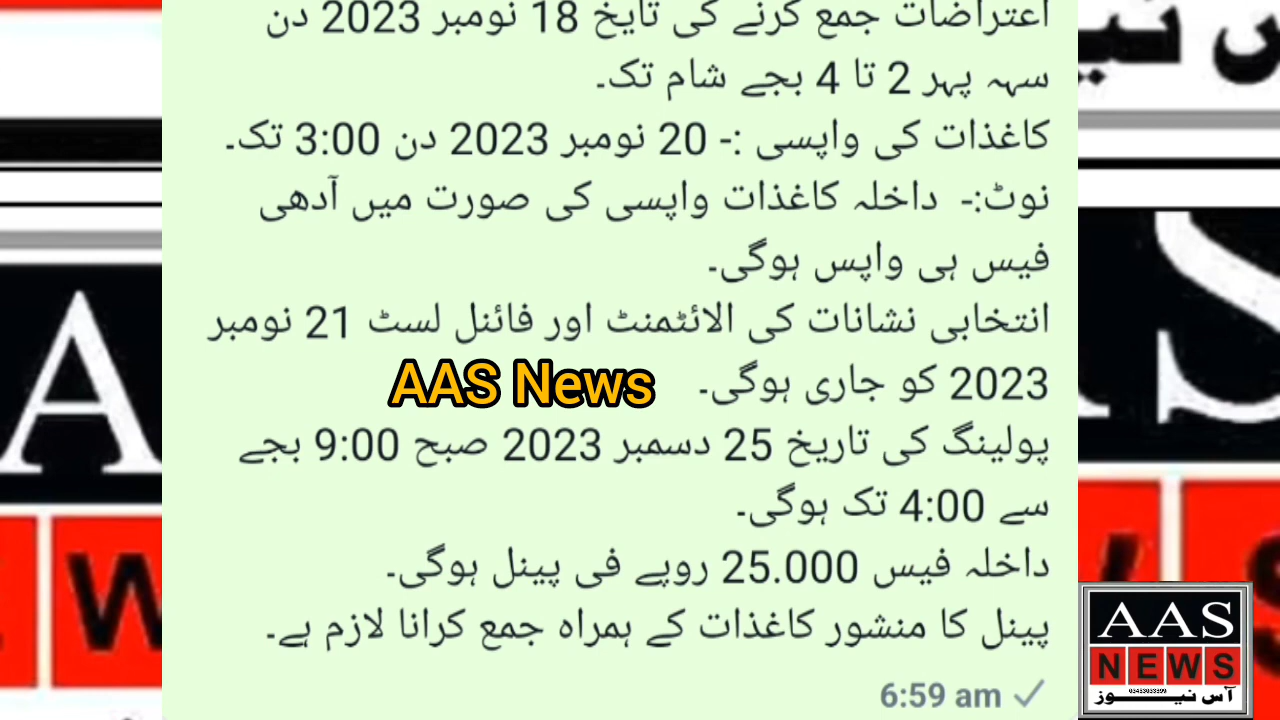 اعتراضات جمع کرنے کی تایخ 18 نومبر 2023 دن
سہہ پہر 2 تا 4 بجے شام تک۔
کاغذات کی واپسی :- 20 نومبر 2023 دن 3:00 تک۔
نوٹ:- داخلہ کاغذات واپسی کی صورت میں آدھی
فیس ہی واپس ہوگی۔
انتخابی نشانات کی الائٹمنٹ اور فائنل لسٹ 21 نومبر
2023 کو جاری ہوگی۔
AAS News
پولینگ کی تاریخ 25 دسمبر 2023 صبح 9:00 بجے
سے 4:00 تک ہوگی۔
داخلہ فیس 25.000 روپے فی پینل ہوگی۔
پینل کا منشور کاغذات کے ہمراہ جمع کرانا لازم ہے۔
6:59 am
AAS
NEWS
آس نیــــوز